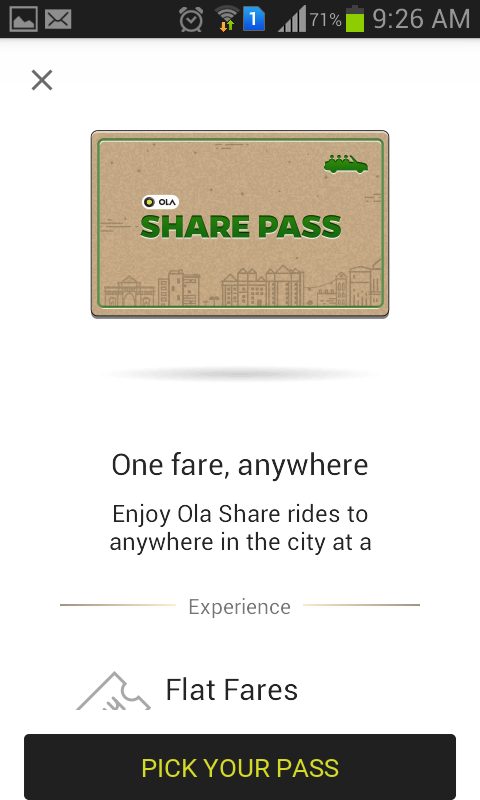 1
71%
9:26 AM
OLA
SHARE PASS
One fare, anywhere
Enjoy Ola Share rides to
anywhere in the city at a
Experience
Flat Fares
PICK YOUR PASS